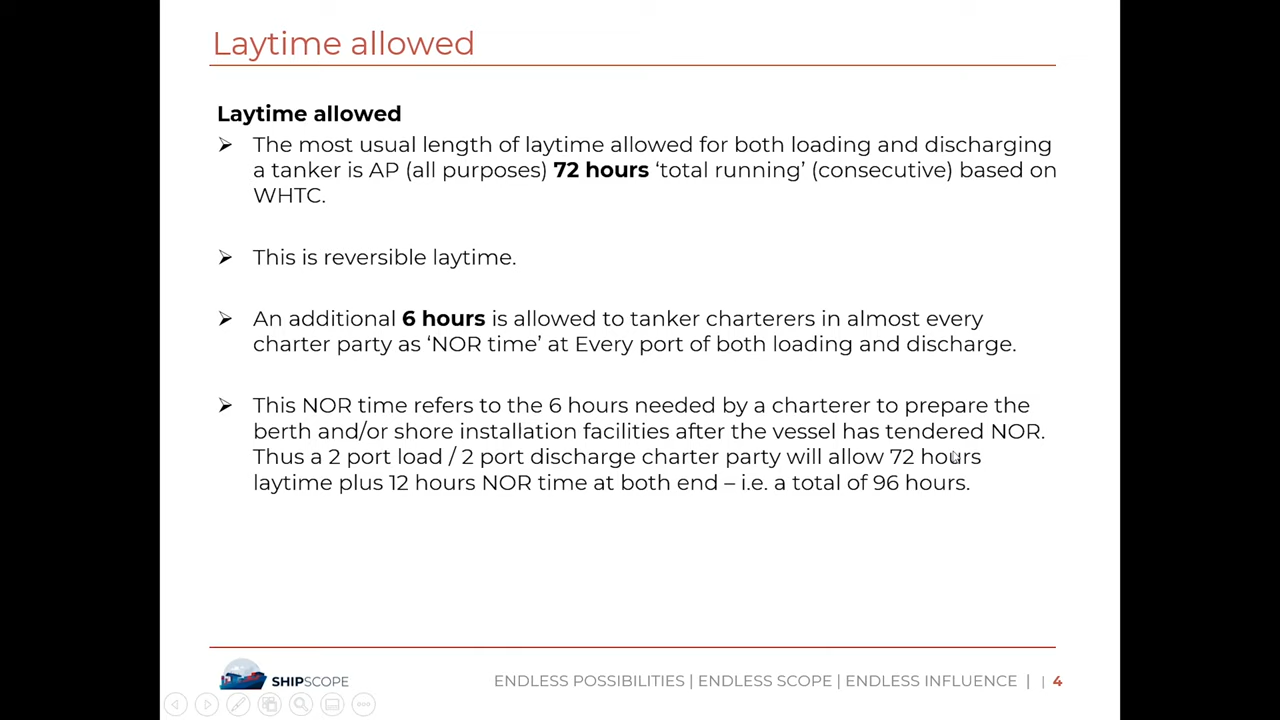 Laytime allowed
Laytime allowed
The most usual length of laytime allowed for both loading and discharging
a tanker is AP (all purposes) 72 hours ‘total running’ (consecutive) based on
WHTC.
This is reversible laytime.
An additional 6 hours is allowed to tanker charterers in almost every
charter party as ‘NOR time’ at Every port of both loading and discharge.
This NOR time refers to the 6 hours needed by a charterer to prepare the
berth and/or shore installation facilities after the vessel has tendered NOR.
Thus a 2 port load / 2 port discharge charter party will allow 72 hours
laytime plus 12 hours NOR time at both end – i.e. a total of 96 hours.
SHIPSCOPE
ENDLESS POSSIBILITIES | ENDLESS SCOPE | ENDLESS INFLUENCE | | 4